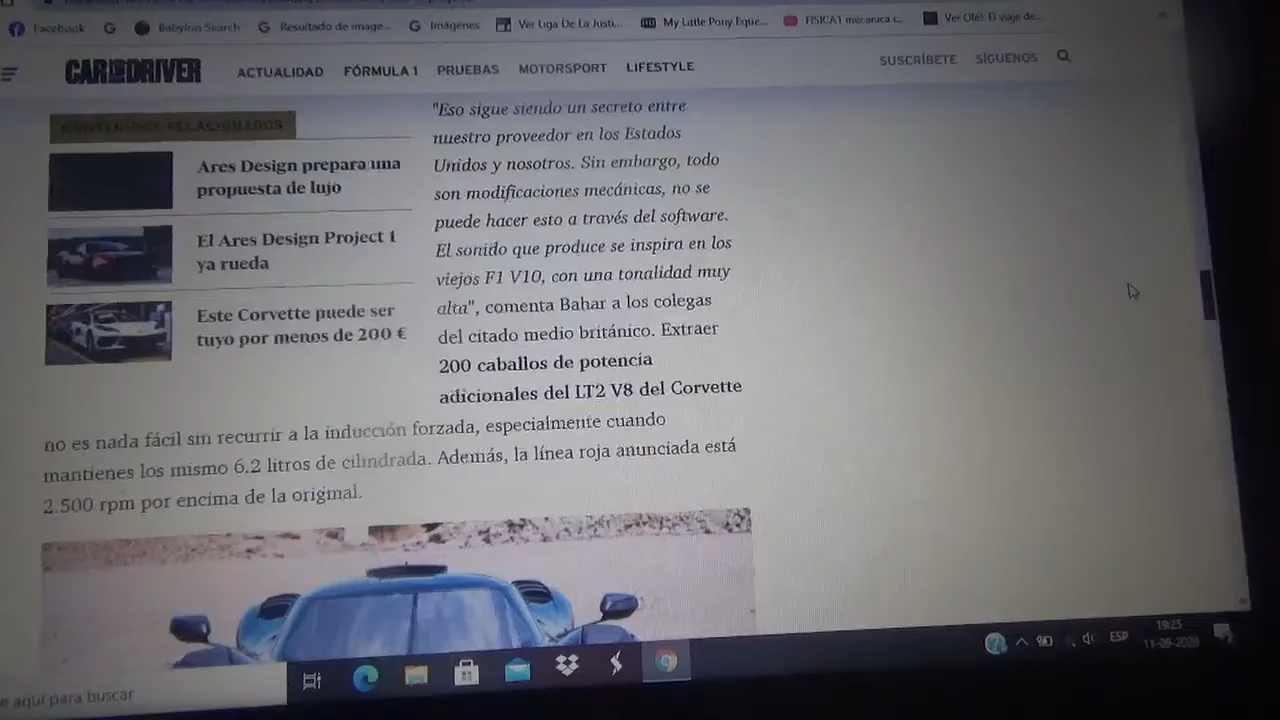 Facebook
G
Babylon Search
G Resultado de image...
G Imágenes
Ver Liga De La Justi...
My Little Pony Eque...
FISICA1 mecanica c...
Ver Olé!: El viaje de...
CAR AND DRIVER
ACTUALIDAD FÓRMULA 1 PRUEBAS MOTORSPORT LIFESTYLE
SUSCRÍBETE SÍGUENOS
CONTENIDOS RELACIONADOS
Ares Design prepara una
propuesta de lujo
El Ares Design Project 1
ya rueda
Este Corvette puede ser
tuyo por menos de 200 €
"Eso sigue siendo un secreto entre
nuestro proveedor en los Estados
Unidos y nosotros. Sin embargo, todo
son modificaciones mecánicas, no se
puede hacer esto a través del software.
El sonido que produce se inspira en los
viejos F1 V10, con una tonalidad muy
alta", comenta Bahar a los colegas
del citado medio británico. Extraer
200 caballos de potencia
adicionales del LT2 V8 del Corvette
no es nada fácil sin recurrir a la inducción forzada, especialmente cuando
mantienes los mismo 6.2 litros de cilindrada. Además, la línea roja anunciada está
2.500 rpm por encima de la original.
e aquí para buscar
ESP
19:25
11-09-2020